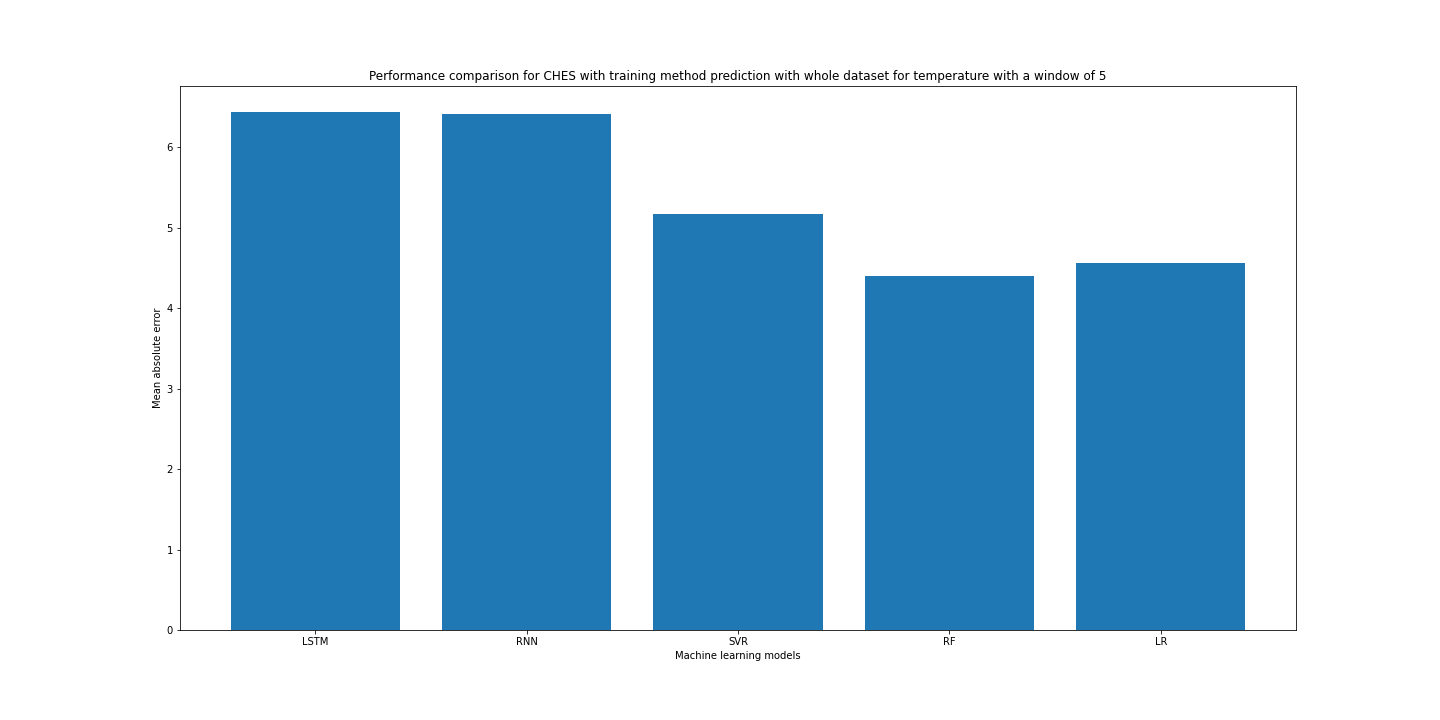 Performance comparison for CHES with training method prediction with whole dataset for temperature with a window of 5
6
5
4
3
2
1
0
Mean absolute error
LSTM RNN SVR RF LR
Machine learning models